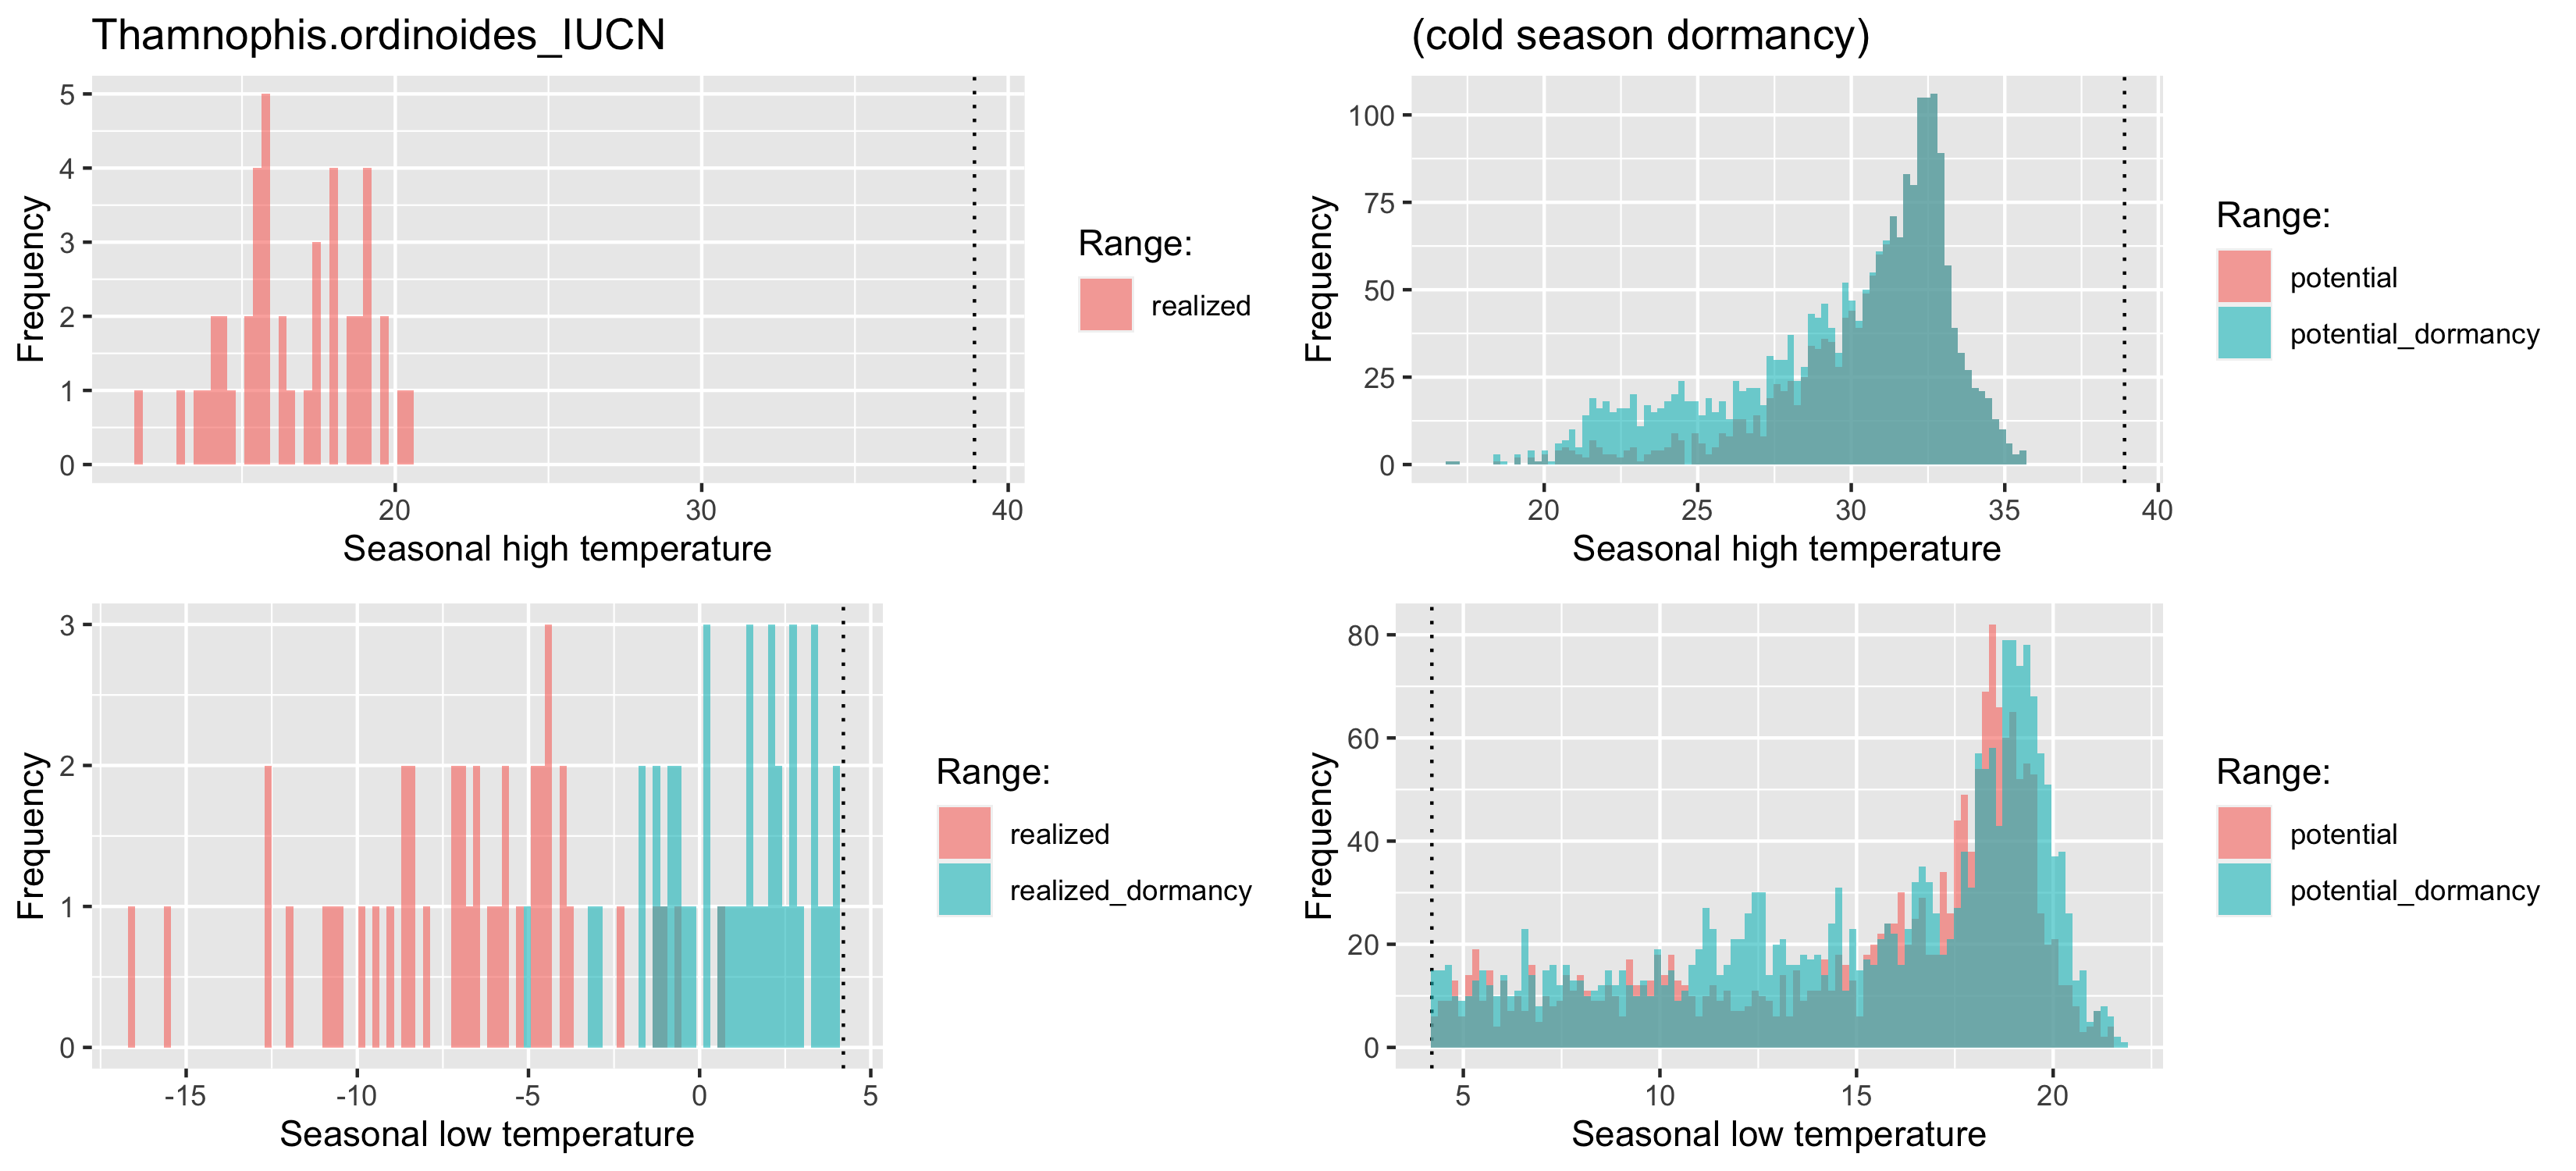 Thamnophis.ordinoides_IUCN
5
4
3
2
1
0
Frequency
20
30
40
Seasonal high temperature
Range:
realized
(cold season dormancy)
100
75
50
25
0
Frequency
20
25
30
35
40
Seasonal high temperature
Range:
potential
potential_dormancy
3
2
1
0
Frequency
-15
-10
-5
0
5
Seasonal low temperature
Range:
realized
realized_dormancy
80
60
40
20
0
Frequency
5
10
15
20
Seasonal low temperature
Range:
potential
potential_dormancy